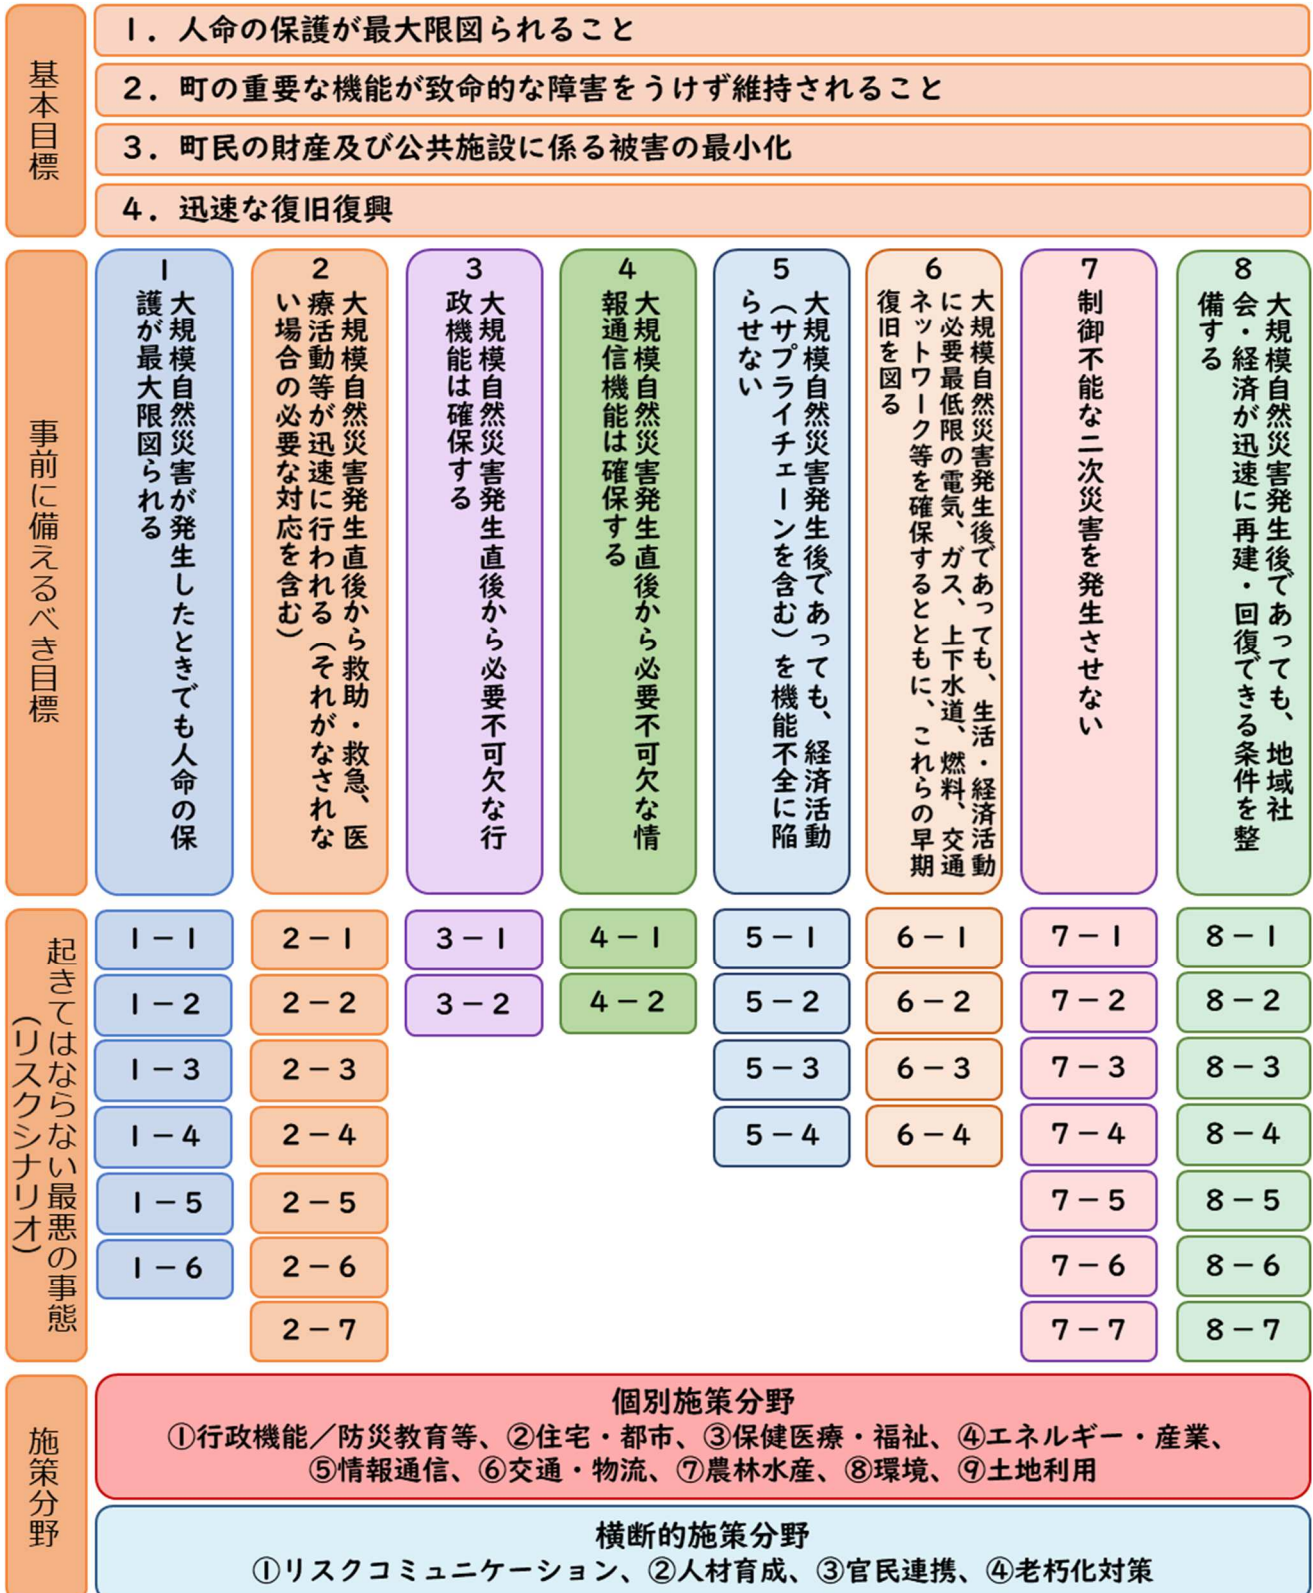 基本目標
1．人命の保護が最大限図られること
2．町の重要な機能が致命的な障害をうけず維持されること
3．町民の財産及び公共施設に係る被害の最小化
4．迅速な復旧復興
事前に備えるべき目標
1
大規模自然災害が発生したときでも人命の保
護が最大限図られる
2
大規模自然災害発生直後から救助・救急、医
療活動等が迅速に行われる（それがなされな
い場合の必要な対応を含む）
3
大規模自然災害発生直後から必要不可欠な行
政機能は確保する
4
大規模自然災害発生直後から必要不可欠な情
報通信機能は確保する
5
大規模自然災害発生後であっても、経済活動
（サプライチェーンを含む）を機能不全に陥
らせない
6
大規模自然災害発生後であっても、生活・経済活動
に必要最低限の電気、ガス、上下水道、燃料、交通
ネットワーク等を確保するとともに、これらの早期
復旧を図る
7
制御不能な二次災害を発生させない
8
大規模自然災害発生後であっても、地域社
会・経済が迅速に再建・回復できる条件を整
備する
起きてはならない最悪の事態
（リスクシナリオ）
1－1
1－2
1－3
1－4
1－5
1－6
2－1
2－2
2－3
2－4
2－5
2－6
2－7
3－1
3－2
4－1
4－2
5－1
5－2
5－3
5－4
6－1
6－2
6－3
6－4
7－1
7－2
7－3
7－4
7－5
7－6
7－7
8－1
8－2
8－3
8－4
8－5
8－6
8－7
施策分野
個別施策分野
①行政機能／防災教育等、②住宅・都市、③保健医療・福祉、④エネルギー・産業、
⑤情報通信、⑥交通・物流、⑦農林水産、⑧環境、⑨土地利用
横断的施策分野
①リスクコミュニケーション、②人材育成、③官民連携、④老朽化対策